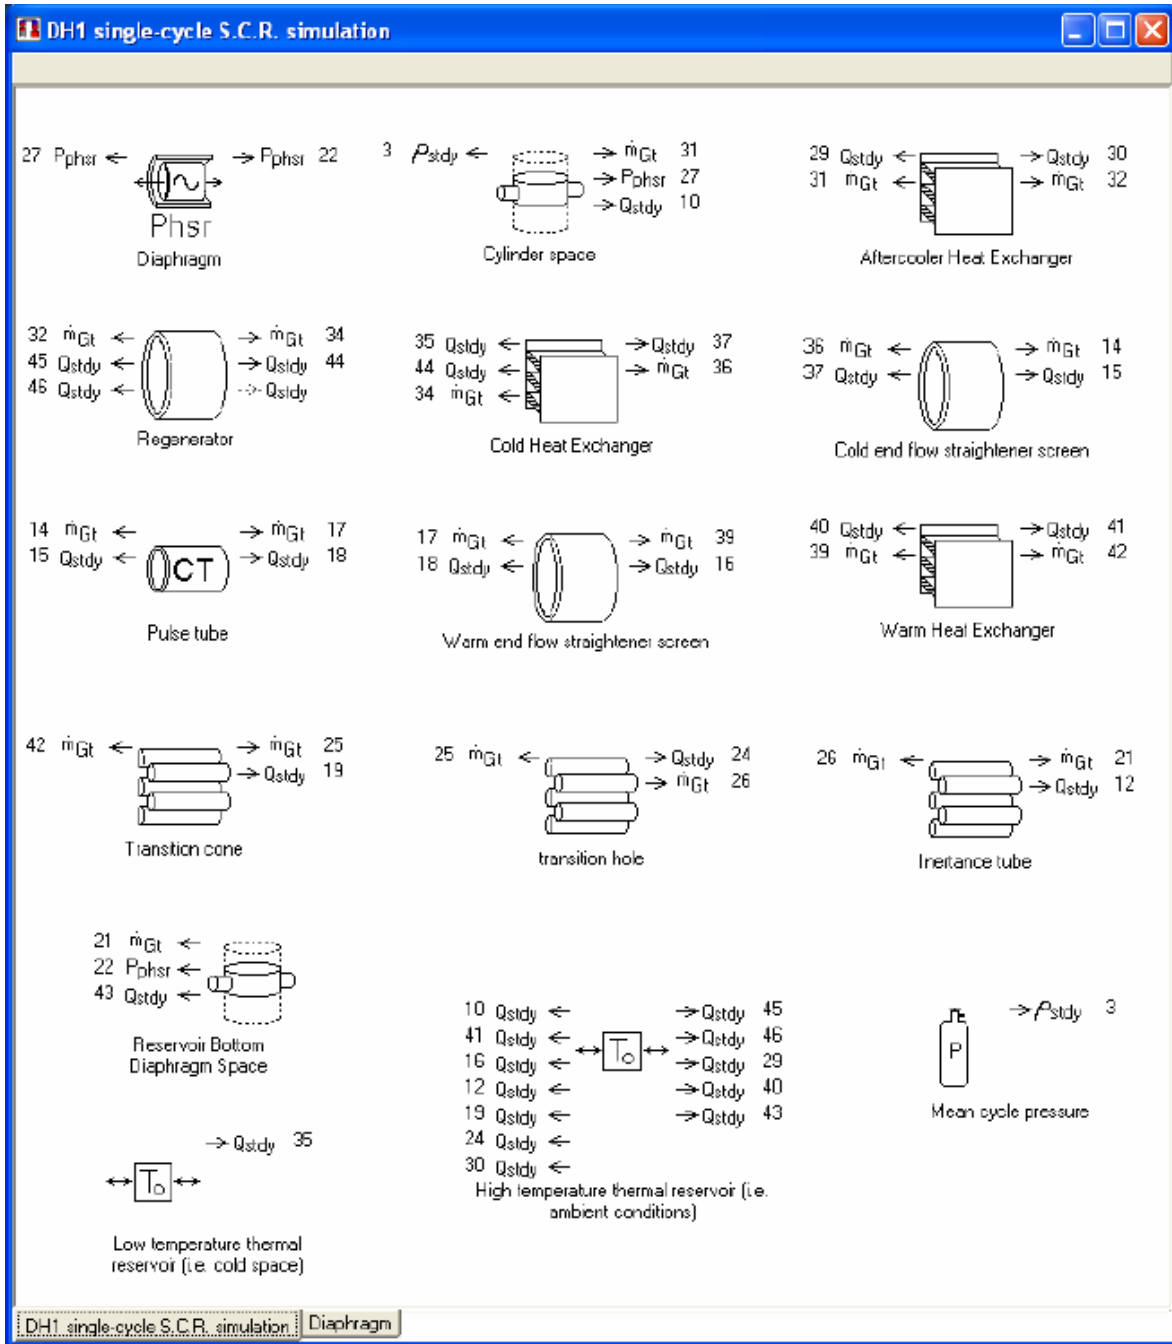 DH1 single-cycle S.C.R. simulation
27 Pphsr Pphsr 22
Phsr
Diaphragm
3 ρstdy ṁGt 31
Pphsr 27
Qstdy 10
Cylinder space
29 Qstdy Qstdy 30
31 ṁGt ṁGt 32
Aftercooler Heat Exchanger
32 ṁGt ṁGt 34
45 Qstdy Qstdy 44
46 Qstdy Qstdy
Regenerator
35 Qstdy Qstdy 37
44 Qstdy ṁGt 36
34 ṁGt
Cold Heat Exchanger
36 ṁGt ṁGt 14
37 Qstdy Qstdy 15
Cold end flow straightener screen
14 ṁGt ṁGt 17
15 Qstdy Qstdy 18
CT
Pulse tube
17 ṁGt ṁGt 39
18 Qstdy Qstdy 16
Warm end flow straightener screen
40 Qstdy Qstdy 41
39 ṁGt ṁGt 42
Warm Heat Exchanger
42 ṁGt ṁGt 25
Qstdy 19
Transition cone
25 ṁGt Qstdy 24
ṁGt 26
transition hole
26 ṁGt ṁGt 21
Qstdy 12
Inertance tube
21 ṁGt
22 Pphsr
43 Qstdy
Reservoir Bottom
Diaphragm Space
10 Qstdy Qstdy 45
41 Qstdy Qstdy 46
16 Qstdy To Qstdy 29
12 Qstdy Qstdy 40
19 Qstdy Qstdy 43
24 Qstdy
30 Qstdy
High temperature thermal reservoir (i.e.
ambient conditions)
ρstdy 3
P
Mean cycle pressure
Qstdy 35
To
Low temperature thermal
reservoir (i.e. cold space)
DH1 single-cycle S.C.R. simulation
Diaphragm